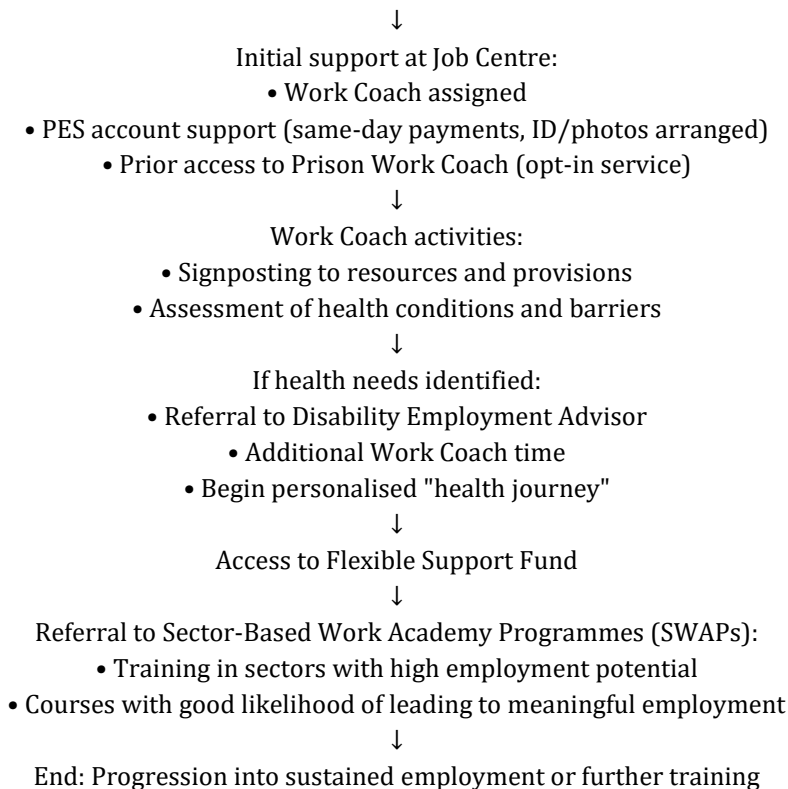 ↓
Initial support at Job Centre:
• Work Coach assigned
• PES account support (same-day payments, ID/photos arranged)
• Prior access to Prison Work Coach (opt-in service)
↓
Work Coach activities:
• Signposting to resources and provisions
• Assessment of health conditions and barriers
↓
If health needs identified:
• Referral to Disability Employment Advisor
• Additional Work Coach time
• Begin personalised "health journey"
↓
Access to Flexible Support Fund
↓
Referral to Sector-Based Work Academy Programmes (SWAPs):
• Training in sectors with high employment potential
• Courses with good likelihood of leading to meaningful employment
↓
End: Progression into sustained employment or further training